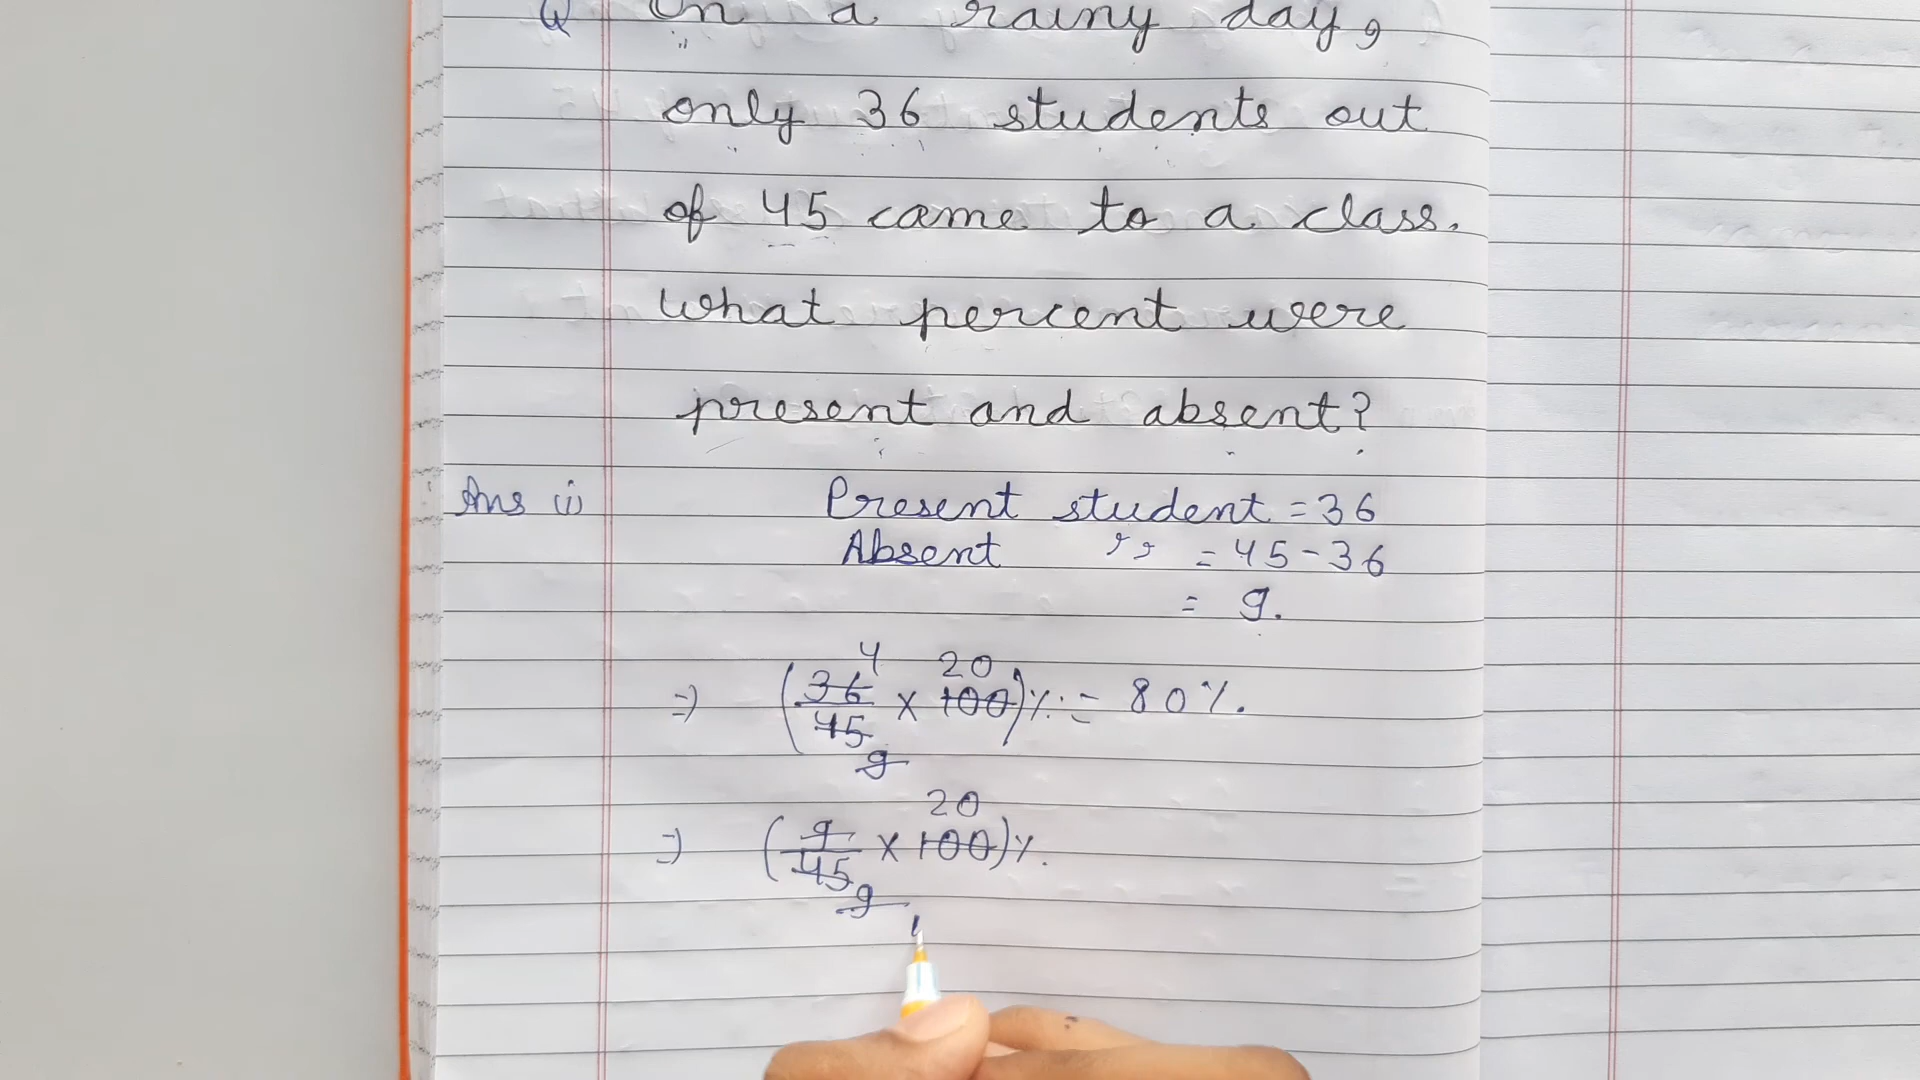 Q On a rainy day,
only 36 students out
of 45 came to a class.
What percent were
present and absent?
Ans (i) Present student = 36
Absent ,, = 45 - 36
= 9.
4 20
=) (36/45 x 100)% = 80%.
9
20
=) (9/45 x 100)%.
9